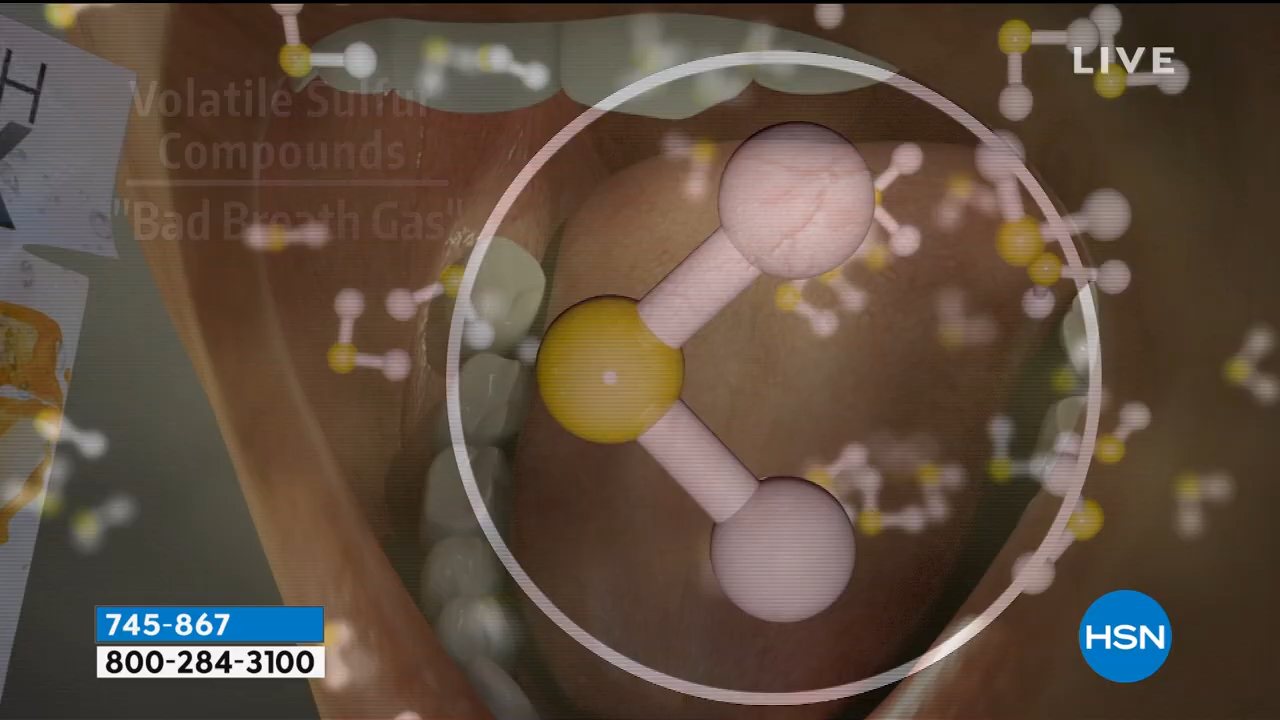 H
LIVE
Volatile Sulfur
Compounds
"Bad Breath Gas"
745-867
800-284-3100
HSN